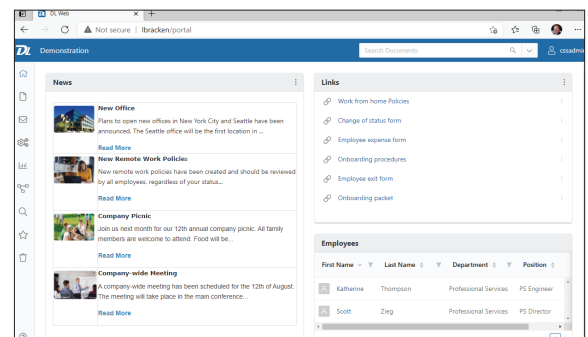 DL Web
Not secure | lbracken/portal
DL Demonstration
Search Documents
cssadmin
News
New Office
Plans to open new offices in New York City and Seattle have been
announced. The Seattle office will be the first location in ...
Read More
New Remote Work Policies
New remote work policies have been created and should be reviewed
by all employees, regardless of your status...
Read More
Company Picnic
Join us next month for our 12th annual company picnic. All family
members are welcome to attend. Food will be...
Read More
Company-wide Meeting
A company-wide meeting has been scheduled for the 12th of August.
The meeting will take place in the main conference...
Read More
Links
Work from home Policies
Change of status form
Employee expense form
Onboarding procedures
Employee exit form
Onboarding packet
Employees
First Name Last Name Department Position
Katherine Thompson Professional Services PS Engineer
Scott Zieg Professional Services PS Director